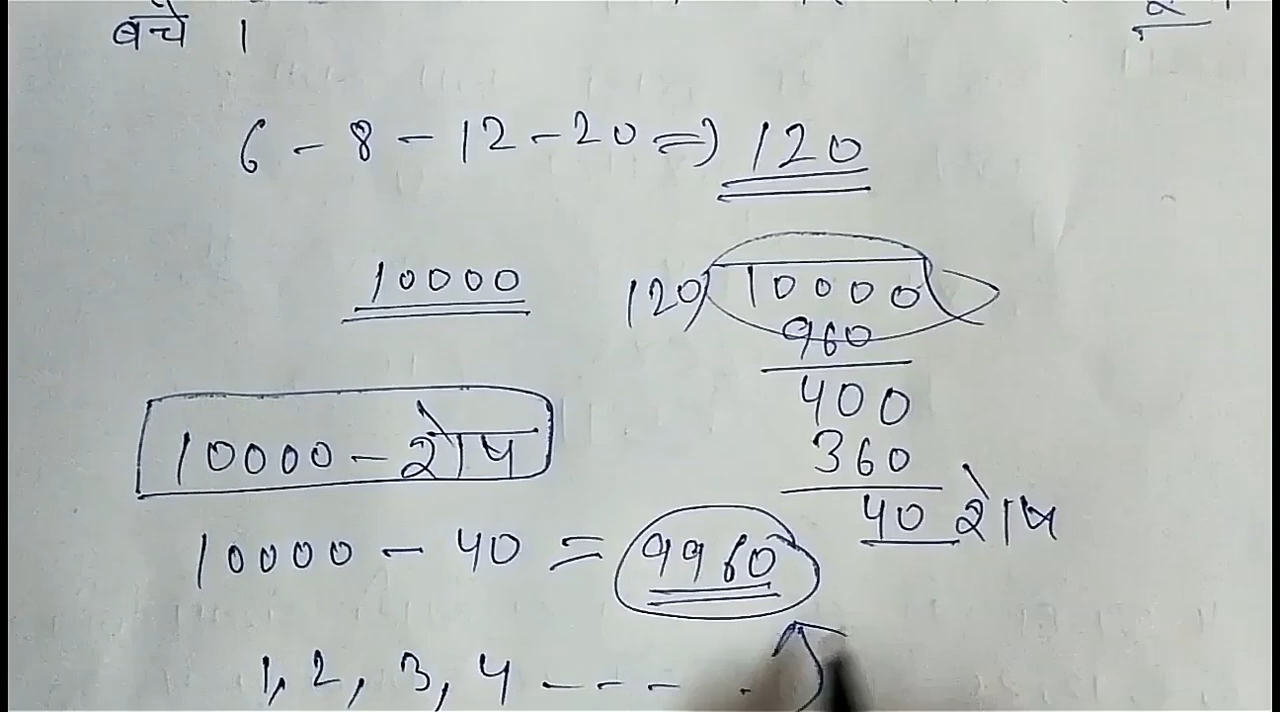 बचे ।
6 - 8 - 12 - 20 => 120
10000
120) 10000 (
960
400
360
40 शेष
10000 - शेष
10000 - 40 = 9960
1, 2, 3, 4 - - - .